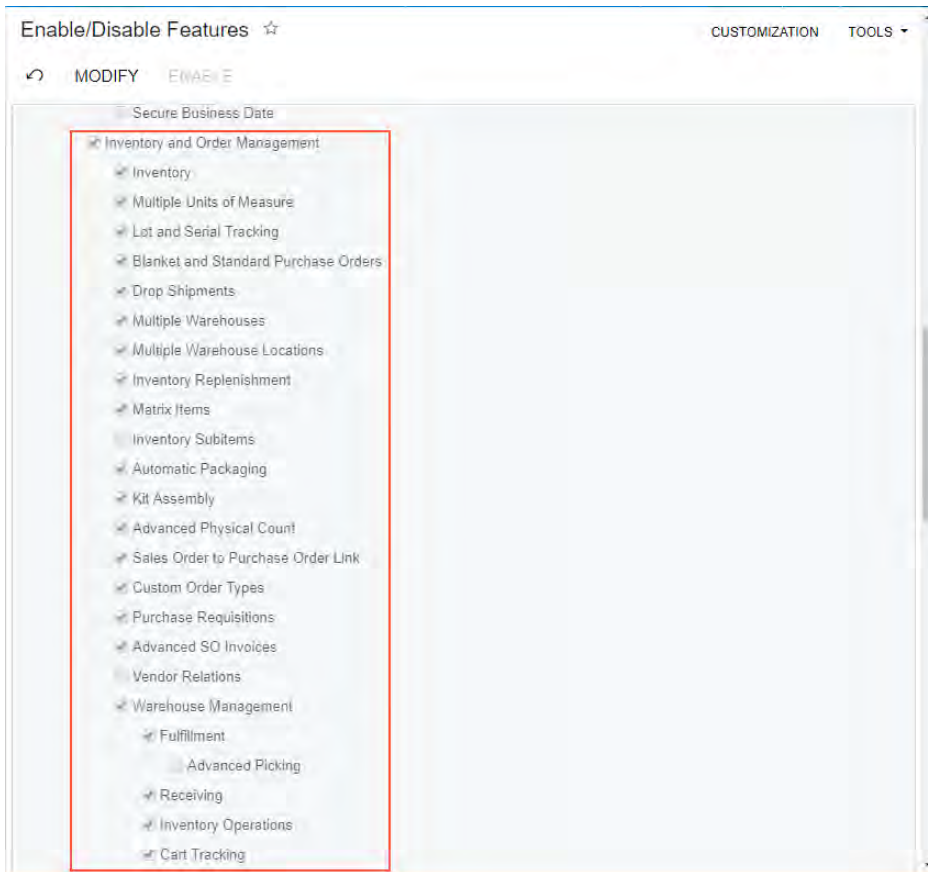 Enable/Disable Features
CUSTOMIZATION TOOLS
MODIFY ENABLE
Secure Business Date
Inventory and Order Management
Inventory
Multiple Units of Measure
Lot and Serial Tracking
Blanket and Standard Purchase Orders
Drop Shipments
Multiple Warehouses
Multiple Warehouse Locations
Inventory Replenishment
Matrix Items
Inventory Subitems
Automatic Packaging
Kit Assembly
Advanced Physical Count
Sales Order to Purchase Order Link
Custom Order Types
Purchase Requisitions
Advanced SO Invoices
Vendor Relations
Warehouse Management
Fulfillment
Advanced Picking
Receiving
Inventory Operations
Cart Tracking